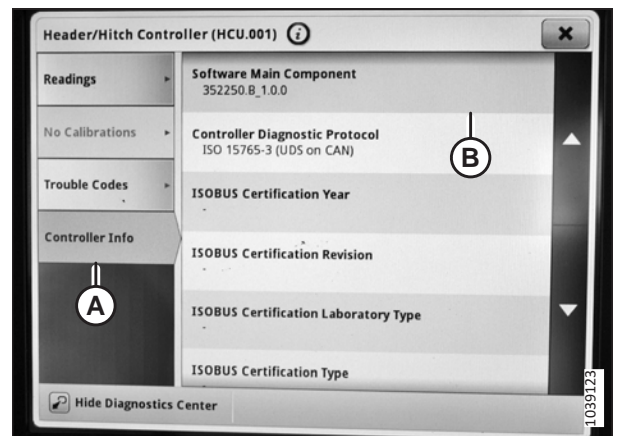 Header/Hitch Controller (HCU.001) i
Readings
No Calibrations
Trouble Codes
Controller Info
A
Software Main Component
352250.B_1.0.0
Controller Diagnostic Protocol
ISO 15765-3 (UDS on CAN)
B
ISOBUS Certification Year
-
ISOBUS Certification Revision
-
ISOBUS Certification Laboratory Type
-
ISOBUS Certification Type
-
Hide Diagnostics Center
1039123